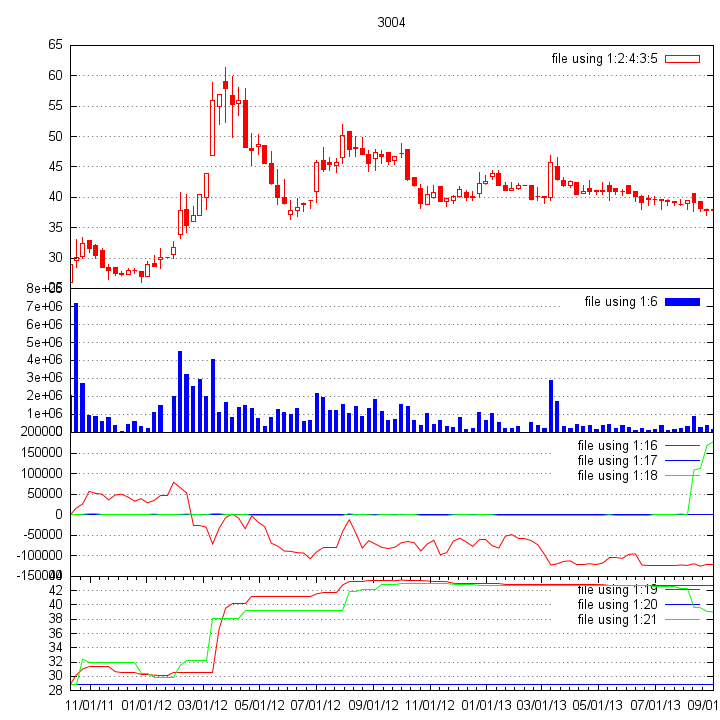 3004
65
file using 1:2:4:3:5
60
55
50
45
40
35
30
25
8e+06
file using 1:6
7e+06
6e+06
5e+06
4e+06
3e+06
2e+06
1e+06
200000
file using 1:16
150000
file using 1:17
100000
file using 1:18
50000
0
-50000
-100000
-150000
44
42
file using 1:19
40
file using 1:20
38
file using 1:21
36
34
32
30
28
11/01/11 01/01/12 03/01/12 05/01/12 07/01/12 09/01/12 11/01/12 01/01/13 03/01/13 05/01/13 07/01/13 09/01